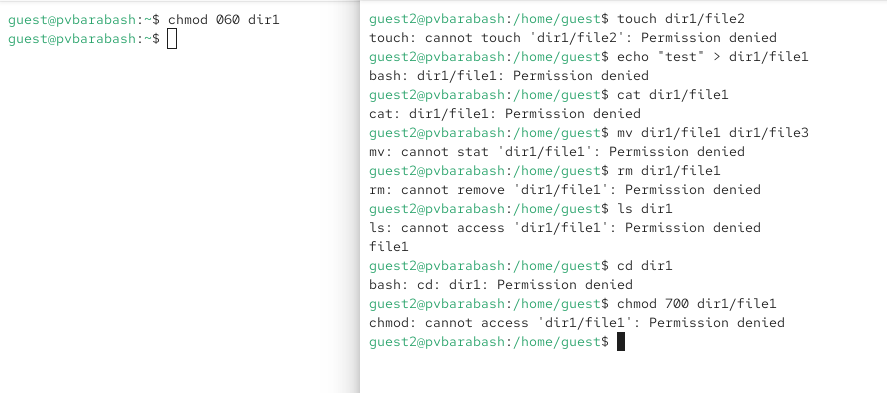 guest@pvbarabash:~$ chmod 060 dir1
guest@pvbarabash:~$
guest2@pvbarabash:/home/guest$ touch dir1/file2
touch: cannot touch 'dir1/file2': Permission denied
guest2@pvbarabash:/home/guest$ echo "test" > dir1/file1
bash: dir1/file1: Permission denied
guest2@pvbarabash:/home/guest$ cat dir1/file1
cat: dir1/file1: Permission denied
guest2@pvbarabash:/home/guest$ mv dir1/file1 dir1/file3
mv: cannot stat 'dir1/file1': Permission denied
guest2@pvbarabash:/home/guest$ rm dir1/file1
rm: cannot remove 'dir1/file1': Permission denied
guest2@pvbarabash:/home/guest$ ls dir1
ls: cannot access 'dir1/file1': Permission denied
file1
guest2@pvbarabash:/home/guest$ cd dir1
bash: cd: dir1: Permission denied
guest2@pvbarabash:/home/guest$ chmod 700 dir1/file1
chmod: cannot access 'dir1/file1': Permission denied
guest2@pvbarabash:/home/guest$